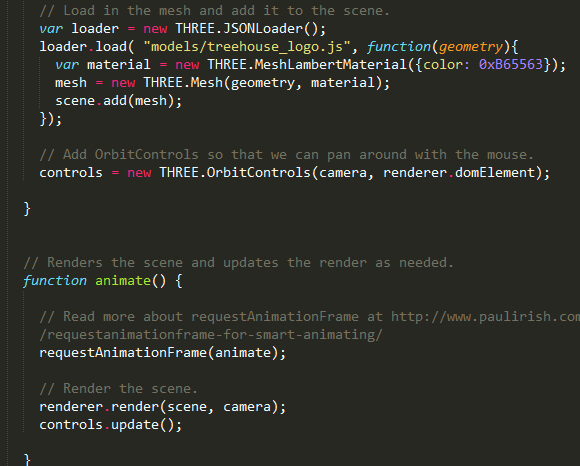 // Load in the mesh and add it to the scene.
var loader = new THREE.JSONLoader();
loader.load( "models/treehouse_logo.js", function(geometry){
var material = new THREE.MeshLambertMaterial({color: 0xB65563});
mesh = new THREE.Mesh(geometry, material);
scene.add(mesh);
});
// Add OrbitControls so that we can pan around with the mouse.
controls = new THREE.OrbitControls(camera, renderer.domElement);
}
// Renders the scene and updates the render as needed.
function animate() {
// Read more about requestAnimationFrame at http://www.paulirish.com
/requestanimationframe-for-smart-animating/
requestAnimationFrame(animate);
// Render the scene.
renderer.render(scene, camera);
controls.update();
}